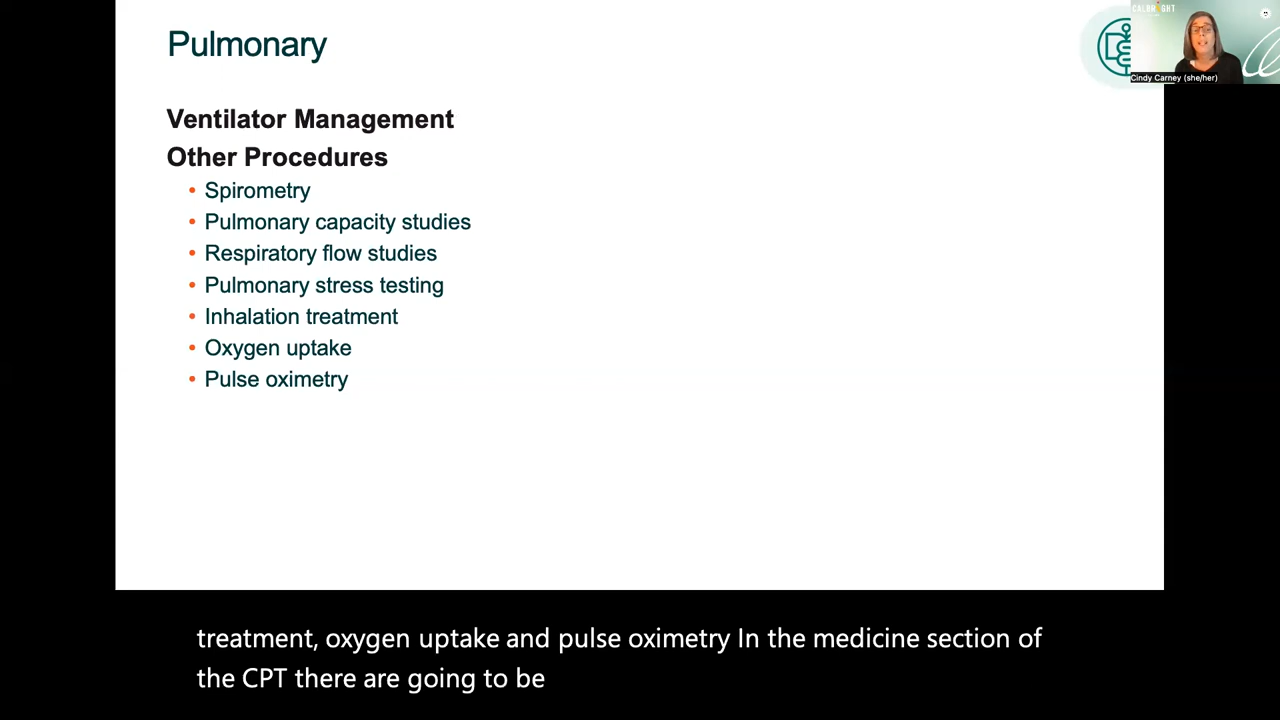 Pulmonary
CALBRIGHT
Cindy Carney (she/her)
Ventilator Management
Other Procedures
• Spirometry
• Pulmonary capacity studies
• Respiratory flow studies
• Pulmonary stress testing
• Inhalation treatment
• Oxygen uptake
• Pulse oximetry
treatment, oxygen uptake and pulse oximetry In the medicine section of
the CPT there are going to be